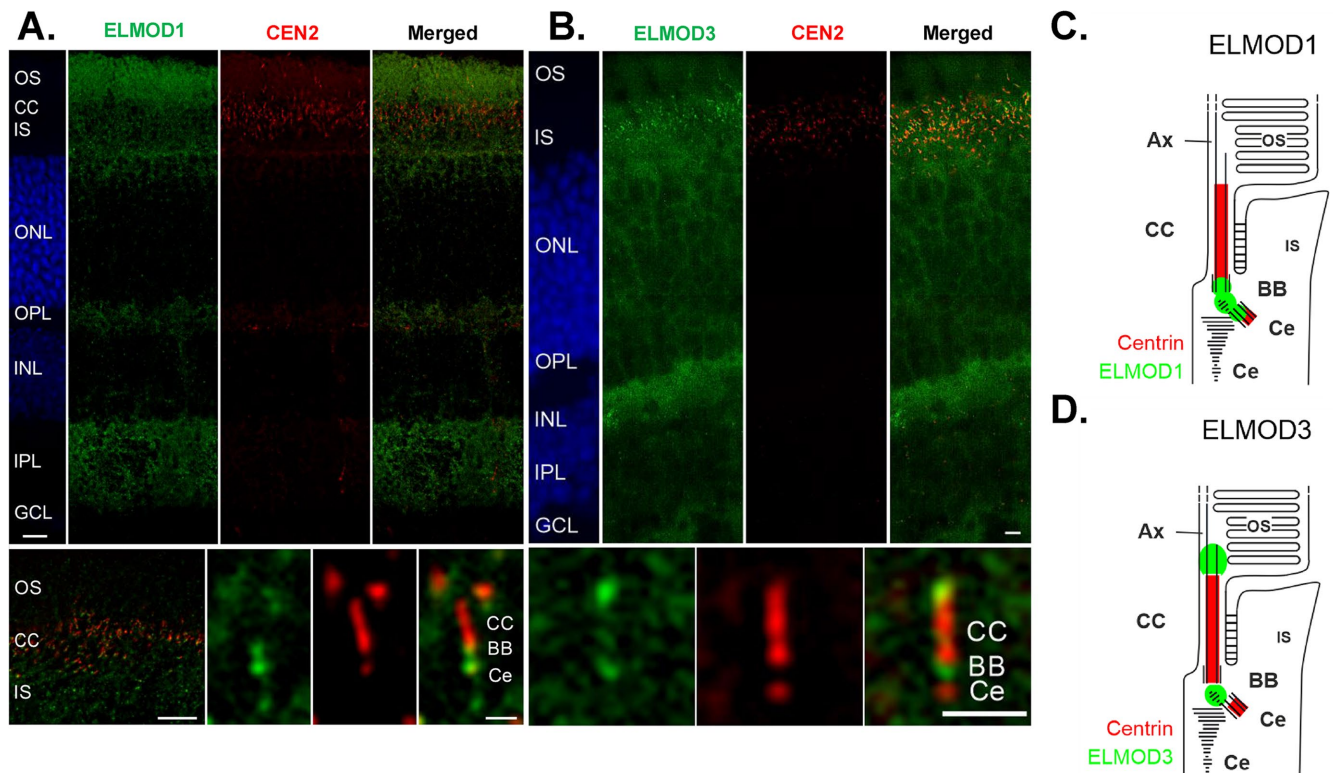 A.
ELMOD1
CEN2
Merged
OS
CC
IS
ONL
OPL
INL
IPL
GCL
OS
CC
IS
CC
BB
Ce
B.
ELMOD3
CEN2
Merged
OS
IS
ONL
OPL
INL
IPL
GCL
CC
BB
Ce
C.
ELMOD1
Ax
OS
CC
IS
BB
Ce
Centrin
ELMOD1
Ce
D.
ELMOD3
Ax
OS
CC
IS
BB
Ce
Centrin
ELMOD3
Ce